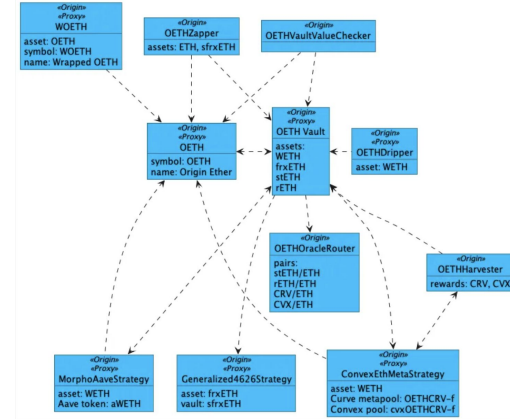 «Origin»
«Proxy»
WOETH
asset: OETH
symbol: WOETH
name: Wrapped OETH
«Origin»
OETHZapper
assets: ETH, sfrxETH
«Origin»
OETHVaultValueChecker
«Origin»
«Proxy»
OETH
symbol: OETH
name: Origin Ether
«Origin»
«Proxy»
OETH Vault
assets:
WETH
frxETH
stETH
rETH
«Origin»
«Proxy»
OETHDripper
asset: WETH
«Origin»
OETHOracleRouter
pairs:
stETH/ETH
rETH/ETH
CRV/ETH
CVX/ETH
«Origin»
«Proxy»
OETHHarvester
rewards: CRV, CVX
«Origin»
«Proxy»
MorphoAaveStrategy
asset: WETH
Aave token: aWETH
«Origin»
«Proxy»
Generalized4626Strategy
asset: frxETH
vault: sfrxETH
«Origin»
«Proxy»
ConvexEthMetaStrategy
asset: WETH
Curve metapool: OETHCRV-f
Convex pool: cvxOETHCRV-f